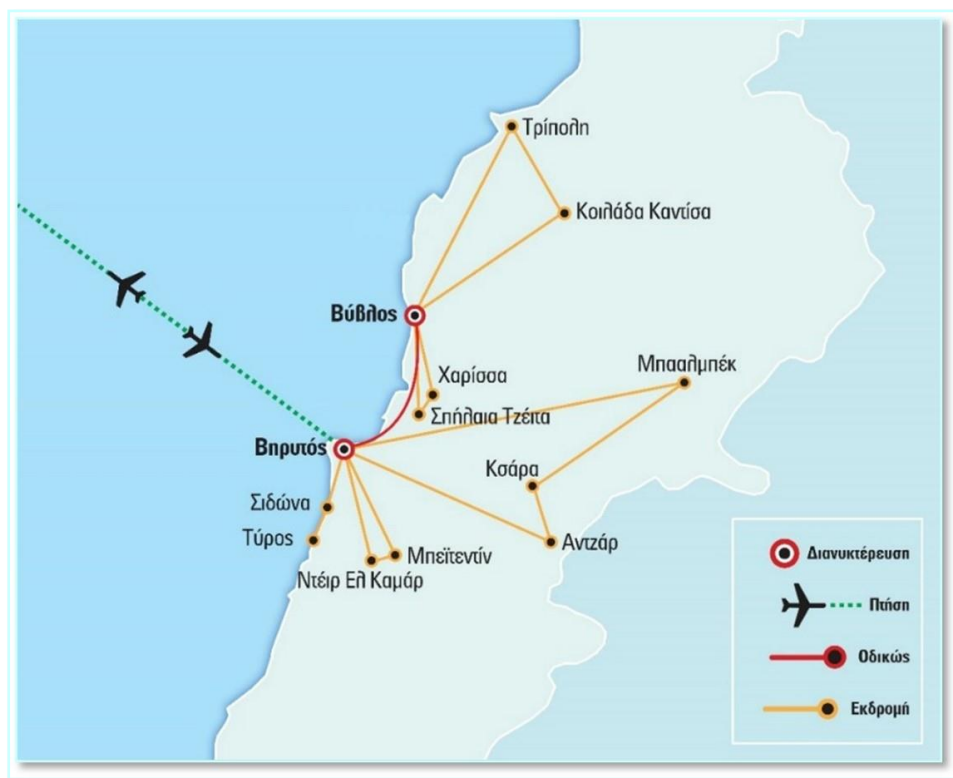 Τρίπολη
Κοιλάδα Καντίσα
Βύβλος
Μπααλμπέκ
Χαρίσσα
Σπήλαια Τζέιτα
Βηρυτός
Κσάρα
Σιδώνα
Τύρος
Αντζάρ
Μπεϊτεντίν
Ντέιρ Ελ Καμάρ
Διανυκτέρευση
Πτήση
Οδικώς
Εκδρομή